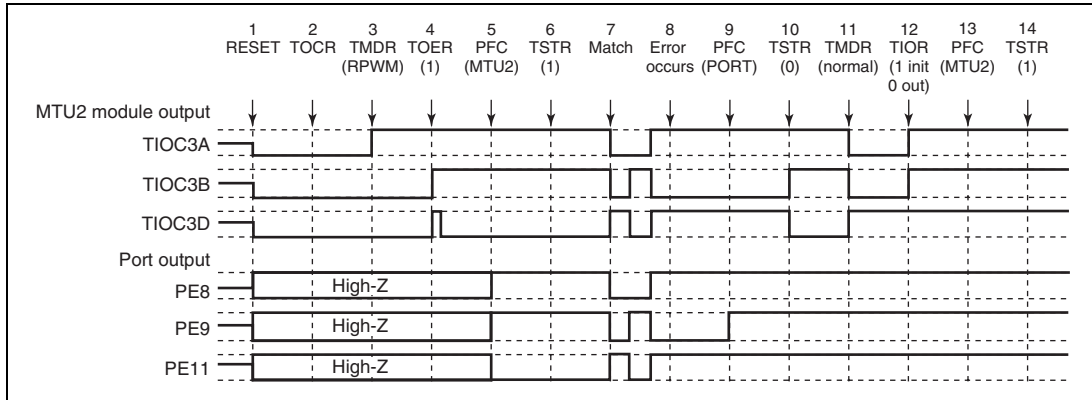 1 2 3 4 5 6 7 8 9 10 11 12 13 14
RESET TOCR TMDR TOER PFC TSTR Match Error PFC TSTR TMDR TIOR PFC TSTR
(RPWM) (1) (MTU2) (1) occurs (PORT) (0) (normal) (1 init (MTU2) (1)
0 out)
MTU2 module output
TIOC3A
TIOC3B
TIOC3D
Port output
PE8 High-Z
PE9 High-Z
PE11 High-Z